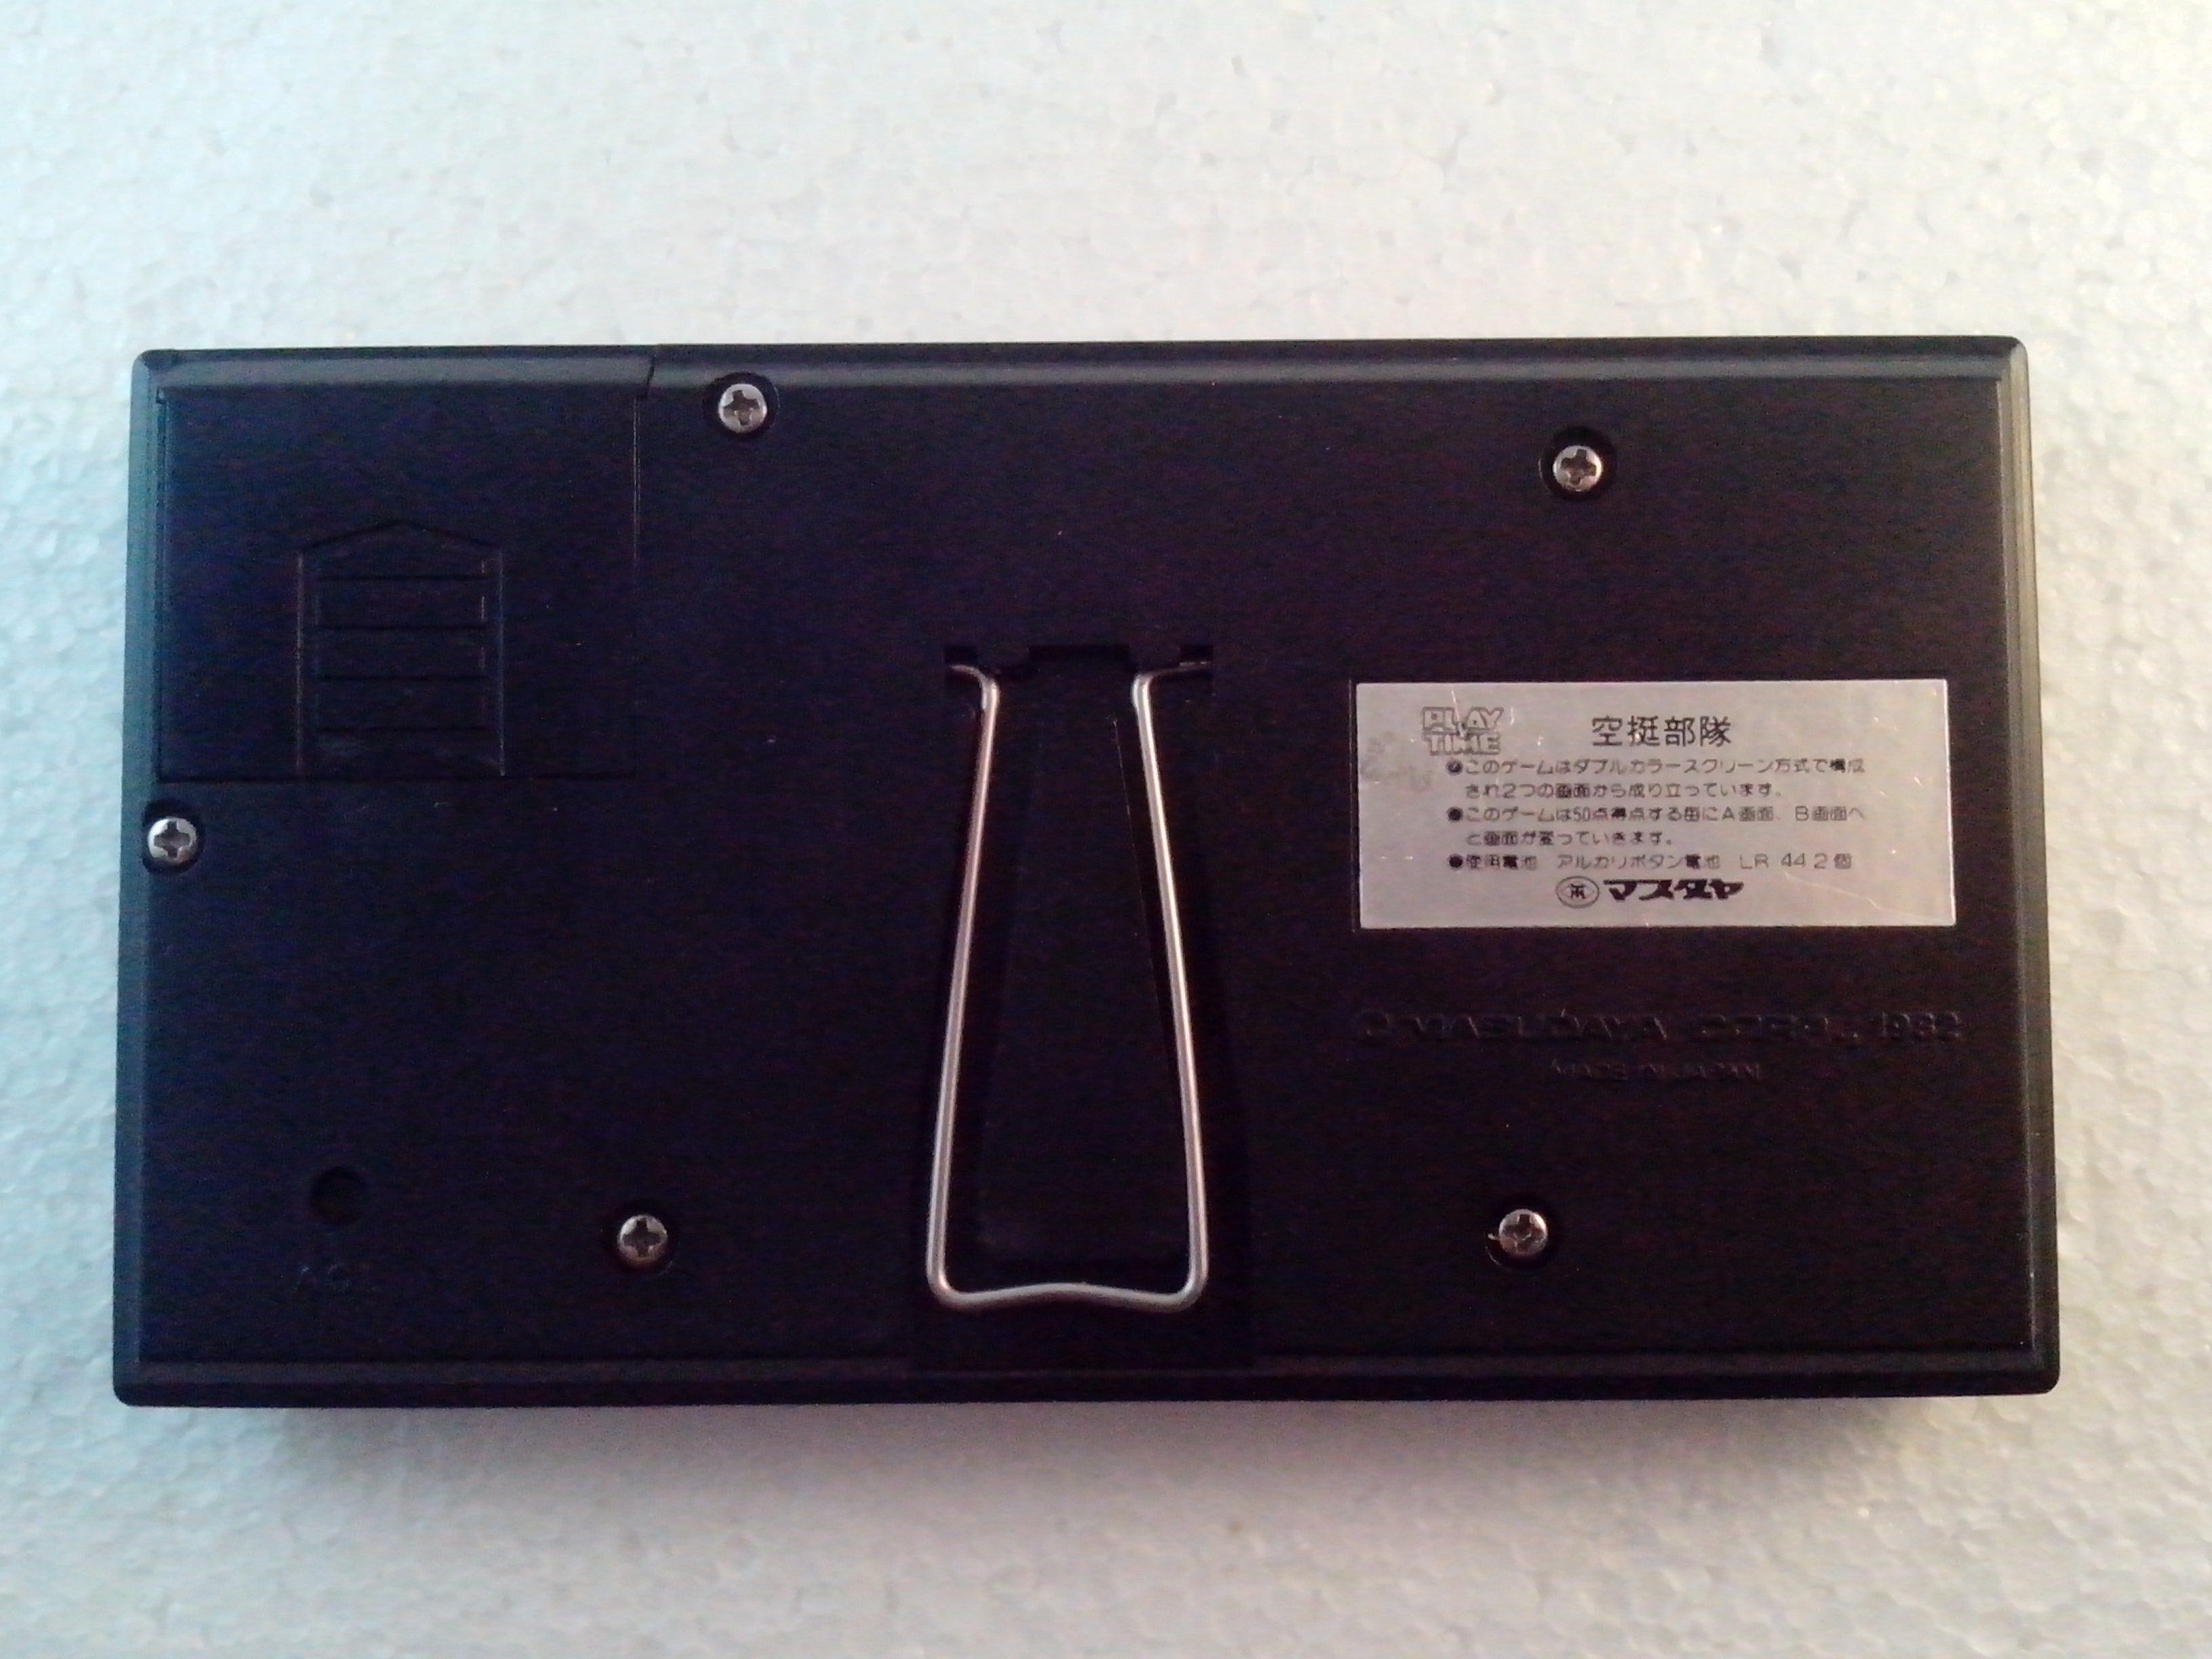 PLAY
TIME
空挺部隊
●このゲームはダブルカラースクリーン方式で構成
され2つの画面から成り立っています。
●このゲームは50点得点する毎にA画面、B画面へ
と画面が変っていきます。
●使用電池 アルカリボタン電池 LR 44 2個
マスダヤ
© MASUDAYA CORP., 1982
MADE IN JAPAN
ACL